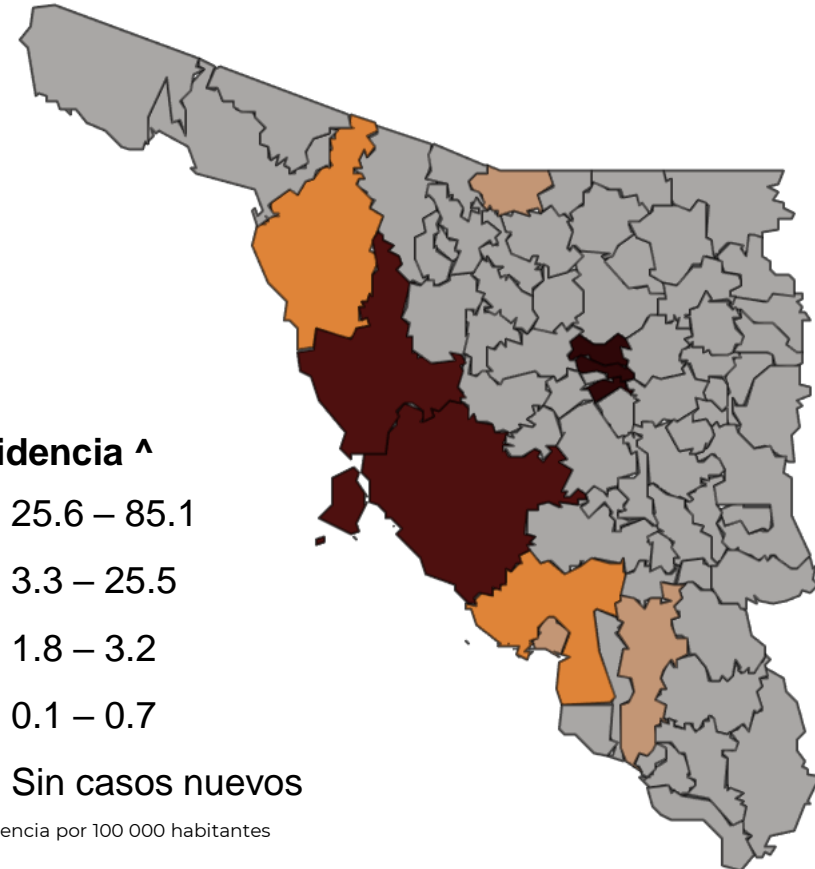 idencia ^
25.6 – 85.1
3.3 – 25.5
1.8 – 3.2
0.1 – 0.7
Sin casos nuevos
encia por 100 000 habitantes